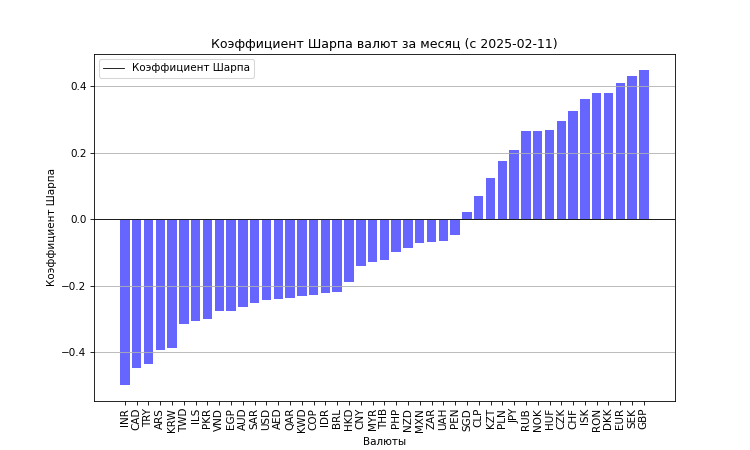 Коэффициент Шарпа валют за месяц (с 2025-02-11)
Коэффициент Шарпа
0.4
0.2
0.0
−0.2
−0.4
Коэффициент Шарпа
INR CAD TRY ARS KRW TWD ILS PKR VND EGP AUD SAR USD AED QAR KWD COP IDR BRL HKD CNY MYR THB PHP NZD MXN ZAR UAH PEN SGD CLP KZT PLN JPY RUB NOK HUF CZK CHF ISK RON DKK EUR SEK GBP
Валюты